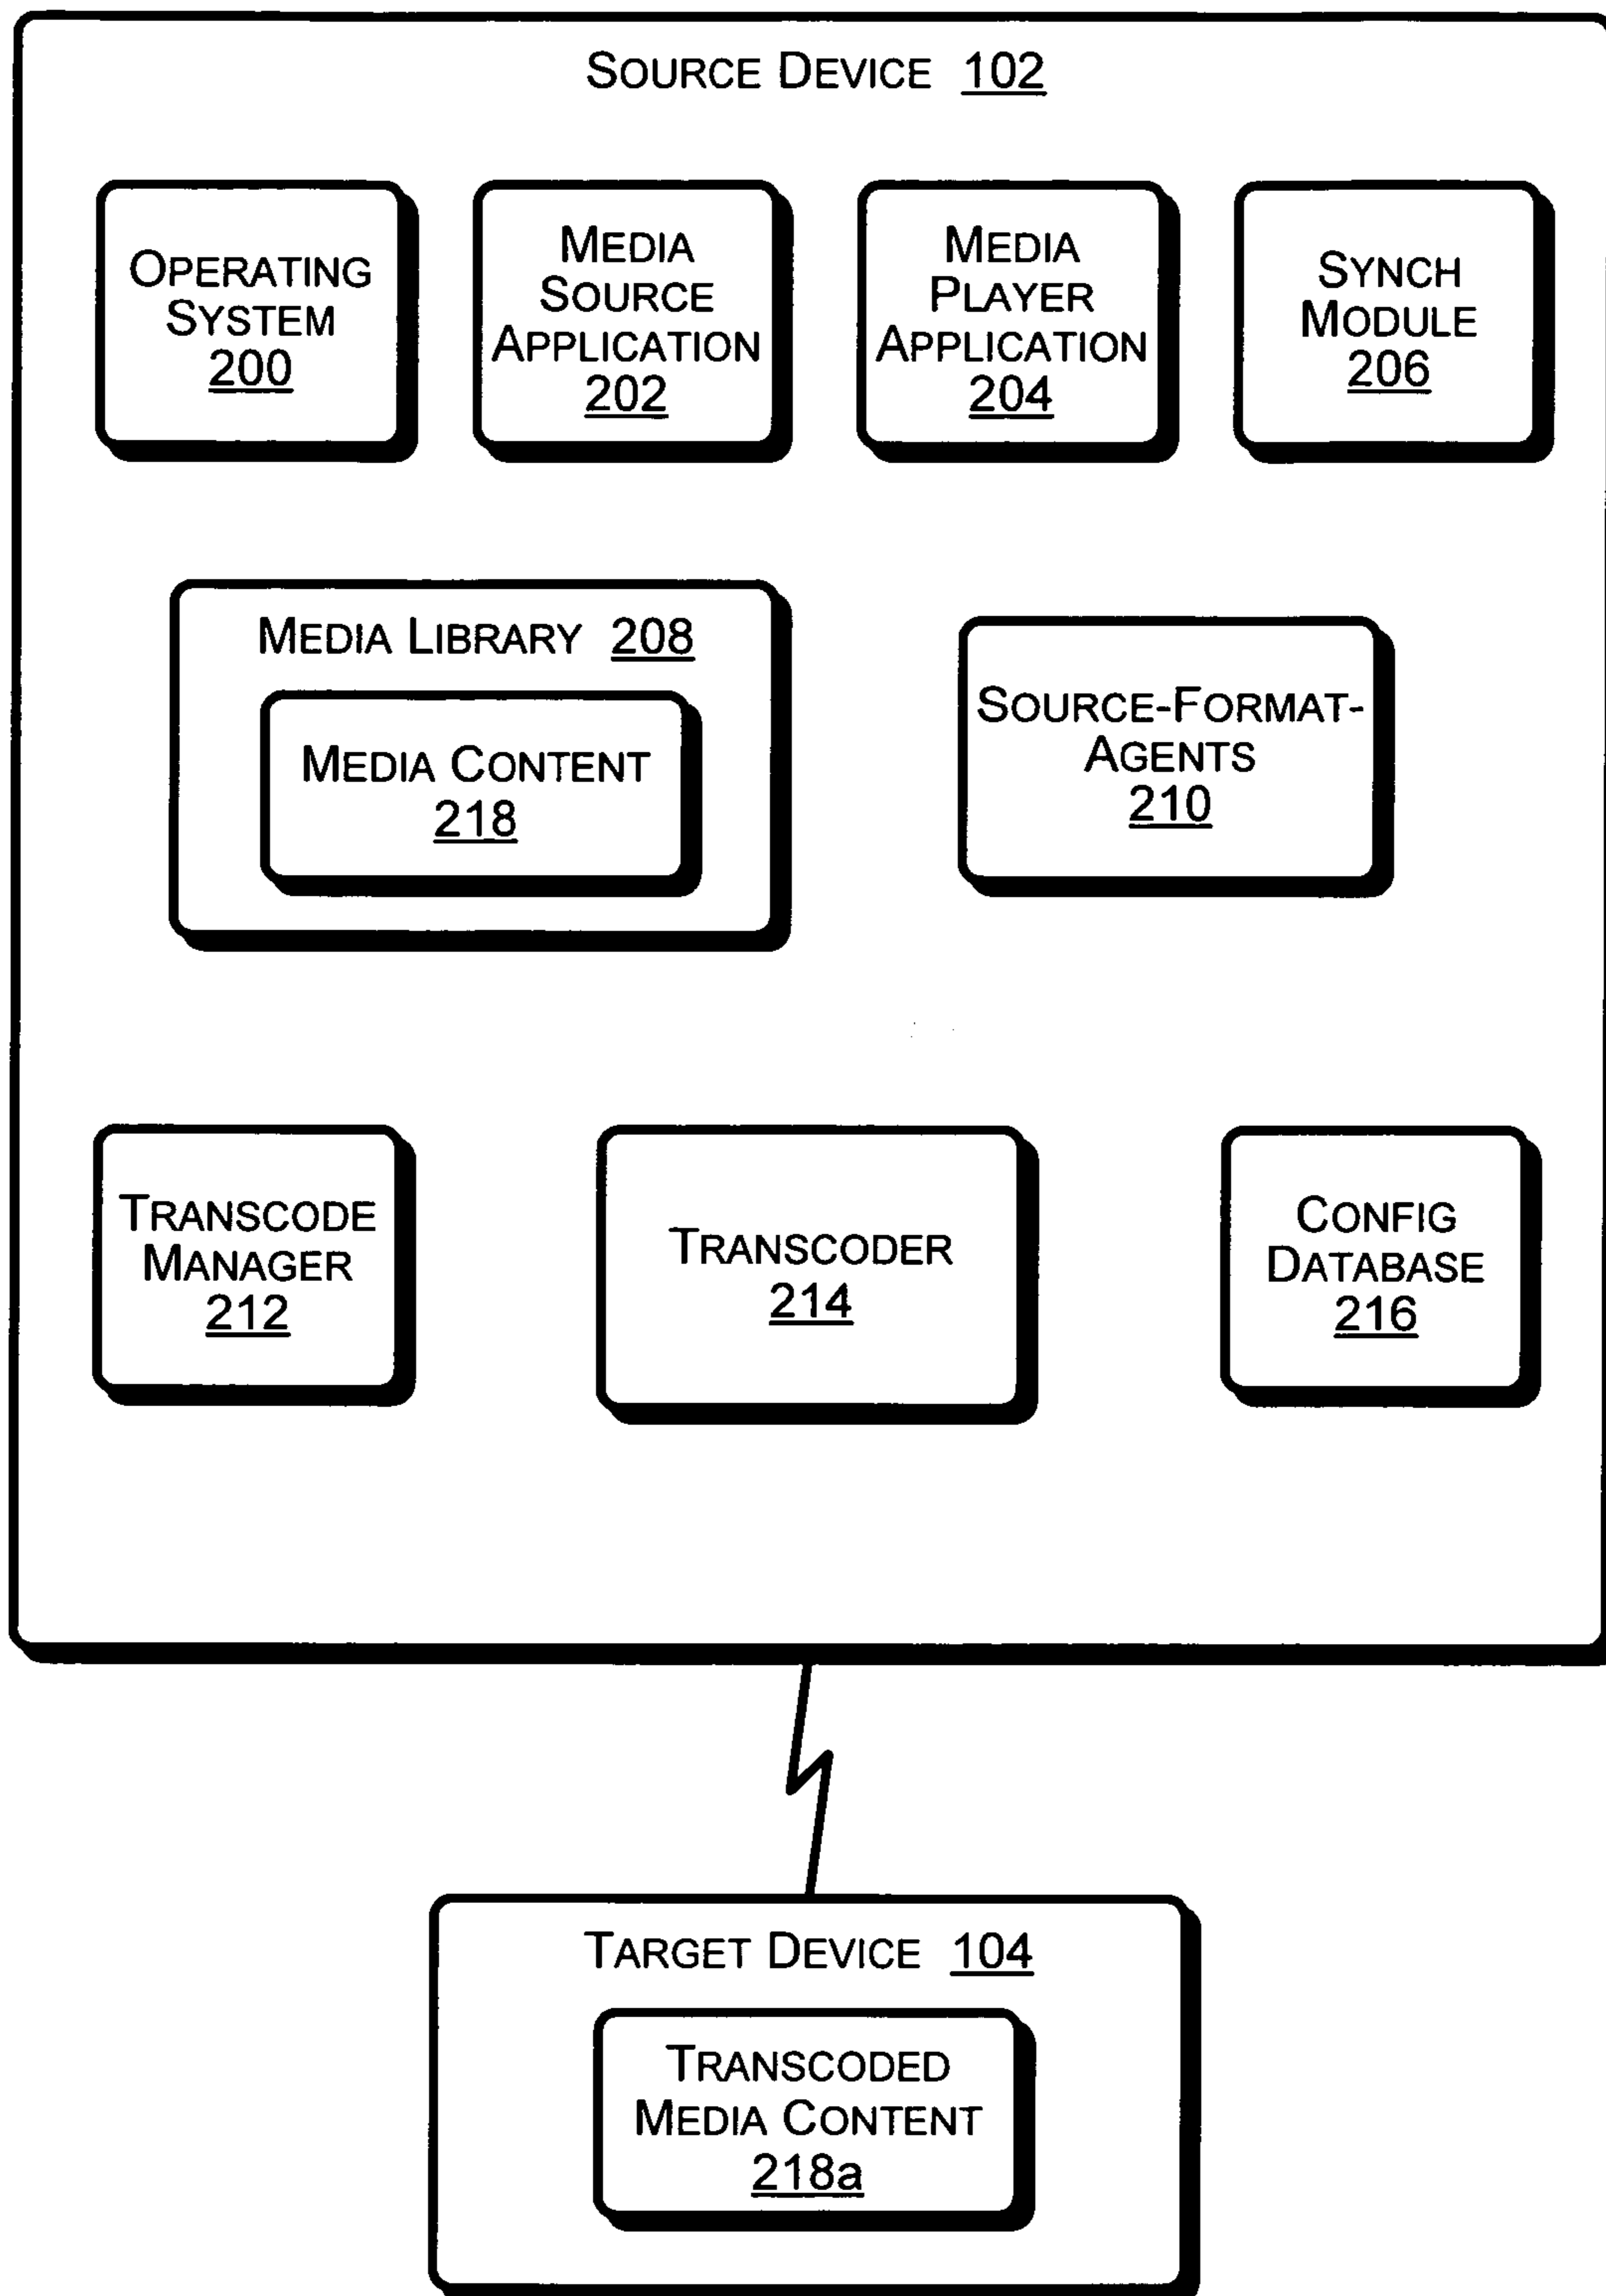 SOURCE DEVICE 102
OPERATING
SYSTEM
200
MEDIA
SOURCE
APPLICATION
202
MEDIA
PLAYER
APPLICATION
204
SYNCH
MODULE
206
MEDIA LIBRARY 208
MEDIA CONTENT
218
SOURCE-FORMAT-
AGENTS
210
TRANSCODE
MANAGER
212
TRANSCODER
214
CONFIG
DATABASE
216
TARGET DEVICE 104
TRANSCODED
MEDIA CONTENT
218a